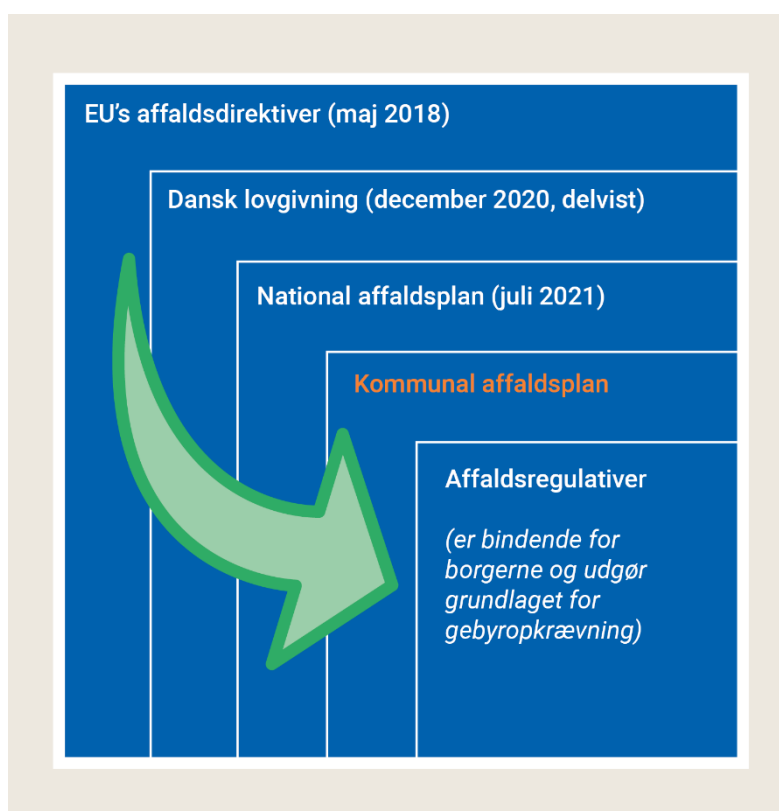 EU's affaldsdirektiver (maj 2018)
Dansk lovgivning (december 2020, delvist)
National affaldsplan (juli 2021)
Kommunal affaldsplan
Affaldsregulativer
(er bindende for
borgerne og udgør
grundlaget for
gebyropkrævning)